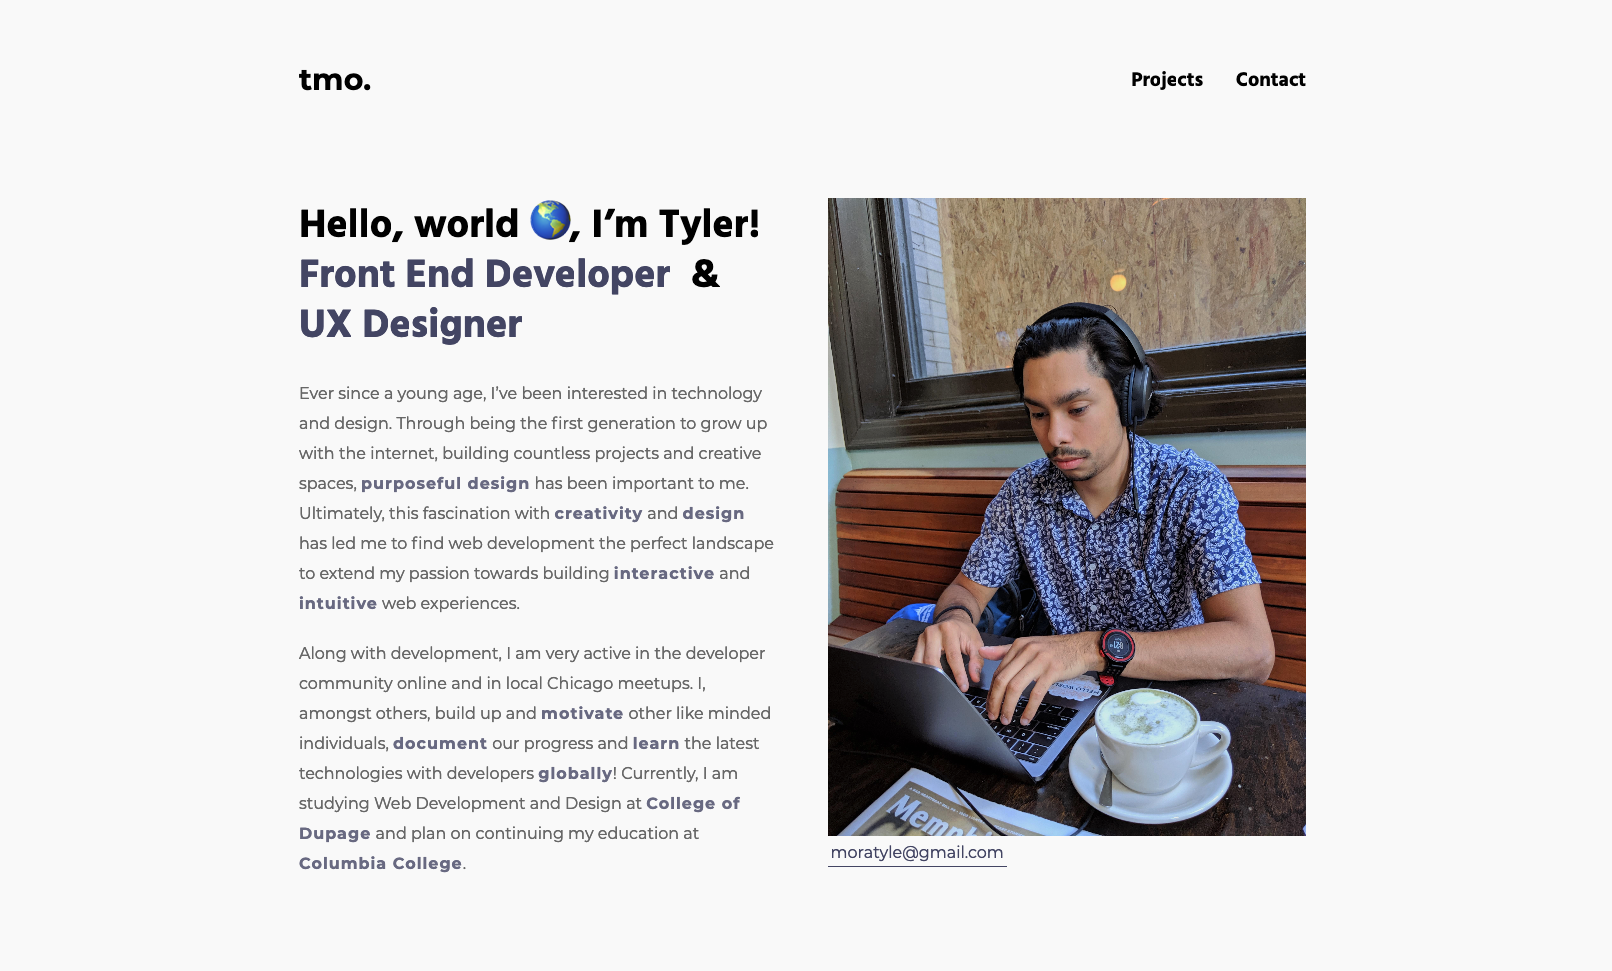 tmo.
Projects Contact
Hello, world 🌎, I’m Tyler!
Front End Developer &
UX Designer
Ever since a young age, I’ve been interested in technology
and design. Through being the first generation to grow up
with the internet, building countless projects and creative
spaces, purposeful design has been important to me.
Ultimately, this fascination with creativity and design
has led me to find web development the perfect landscape
to extend my passion towards building interactive and
intuitive web experiences.
Along with development, I am very active in the developer
community online and in local Chicago meetups. I,
amongst others, build up and motivate other like minded
individuals, document our progress and learn the latest
technologies with developers globally! Currently, I am
studying Web Development and Design at College of
Dupage and plan on continuing my education at
Columbia College.
moratyle@gmail.com